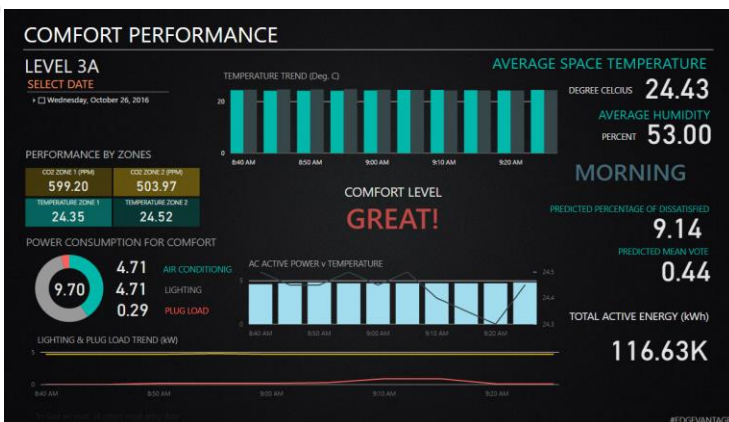 COMFORT PERFORMANCE
LEVEL 3A
SELECT DATE
Wednesday, October 26, 2016
TEMPERATURE TREND (Deg. C)
20
8:40 AM 8:50 AM 9:00 AM 9:10 AM 9:20 AM
AVERAGE SPACE TEMPERATURE
DEGREE CELCIUS 24.43
AVERAGE HUMIDITY
PERCENT 53.00
MORNING
PERFORMANCE BY ZONES
CO2 ZONE 1 (PPM) CO2 ZONE 2 (PPM)
599.20 503.97
TEMPERATURE ZONE 1 TEMPERATURE ZONE 2
24.35 24.52
COMFORT LEVEL
GREAT!
PREDICTED PERCENTAGE OF DISSATISFIED
9.14
PREDICTED MEAN VOTE
0.44
POWER CONSUMPTION FOR COMFORT
9.70
4.71 AIR CONDITIONIG
4.71 LIGHTING
0.29 PLUG LOAD
AC ACTIVE POWER v TEMPERATURE
5
0
24.5
24.4
24.3
8:40 AM 8:50 AM 9:00 AM 9:10 AM 9:20 AM
TOTAL ACTIVE ENERGY (kWh)
116.63K
LIGHTING & PLUG LOAD TREND (kW)
5
0
8:40 AM 8:50 AM 9:00 AM 9:10 AM 9:20 AM
#EDGEVANTAGE